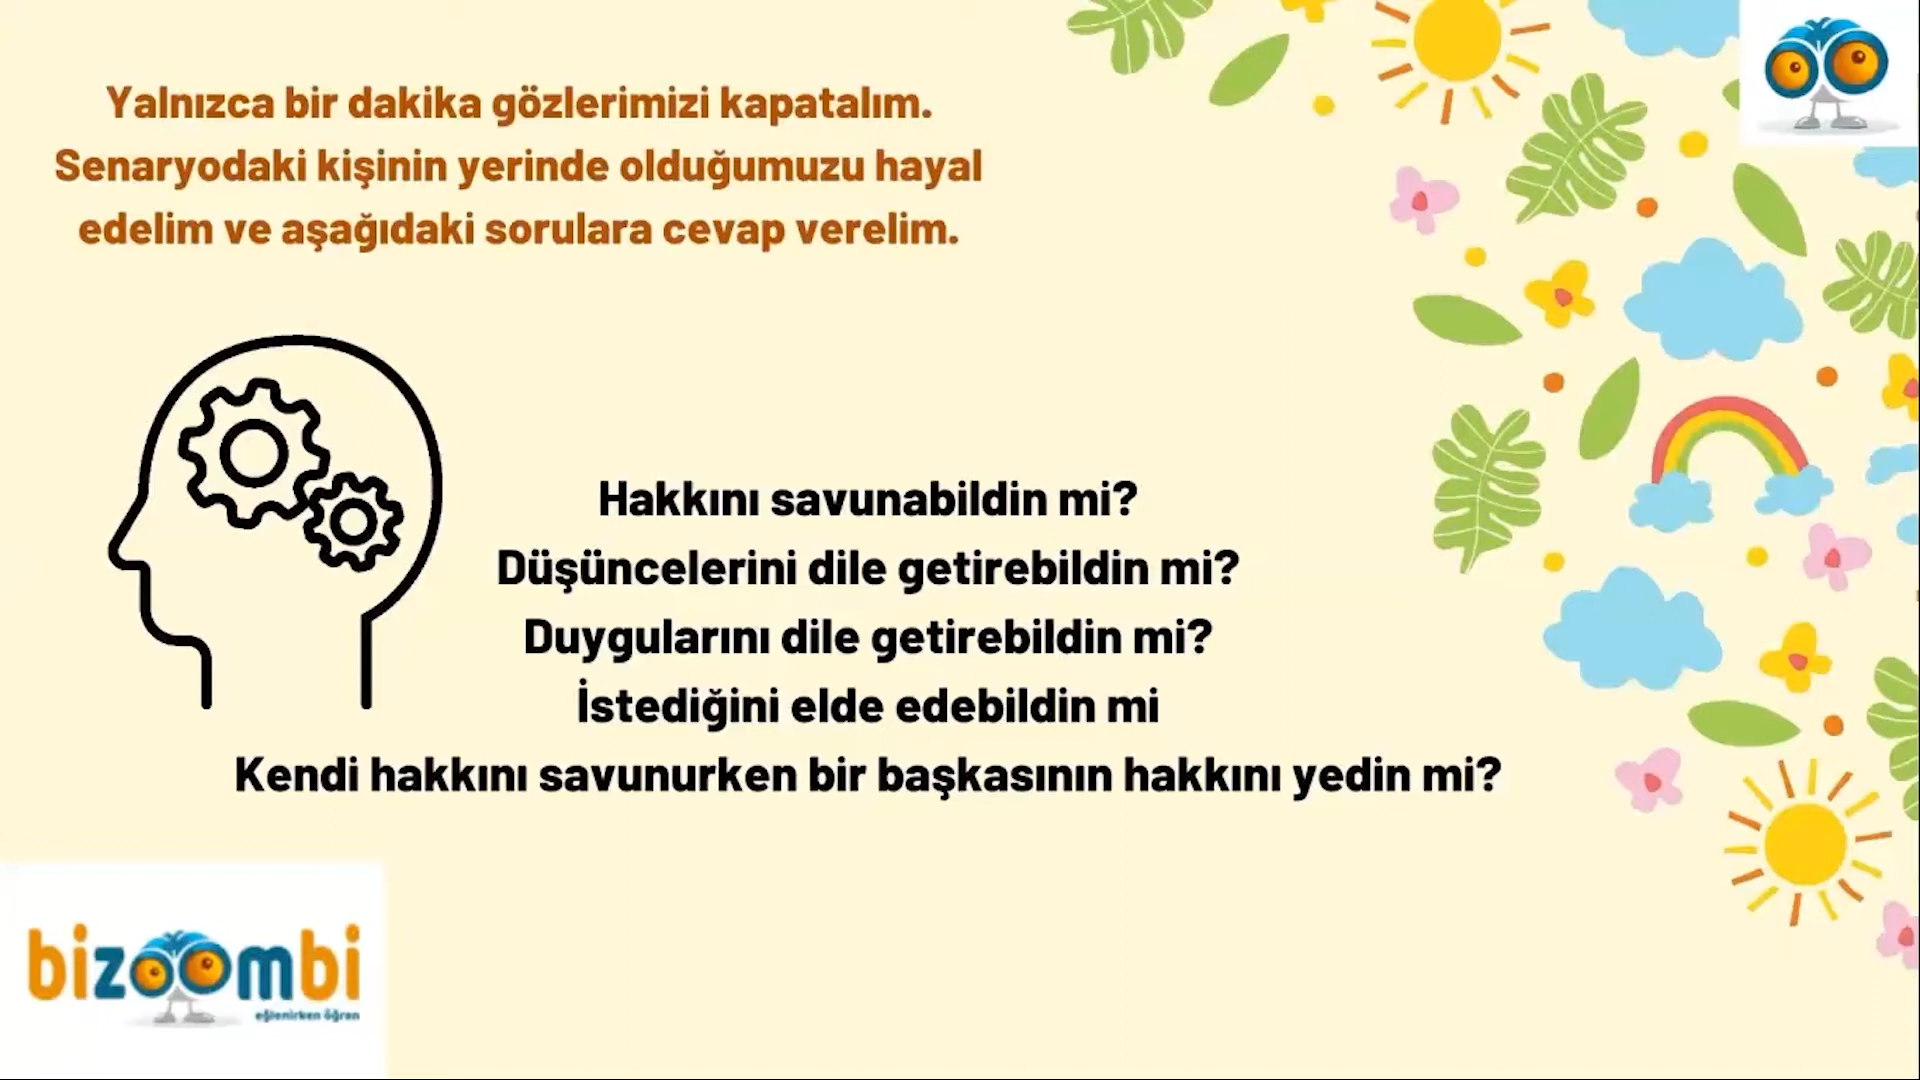 Yalnızca bir dakika gözlerimizi kapatalım.
Senaryodaki kişinin yerinde olduğumuzu hayal
edelim ve aşağıdaki sorulara cevap verelim.
Hakkını savunabildin mi?
Düşüncelerini dile getirebildin mi?
Duygularını dile getirebildin mi?
İstediğini elde edebildin mi
Kendi hakkını savunurken bir başkasının hakkını yedin mi?
bizoombi
eğlenirken öğren